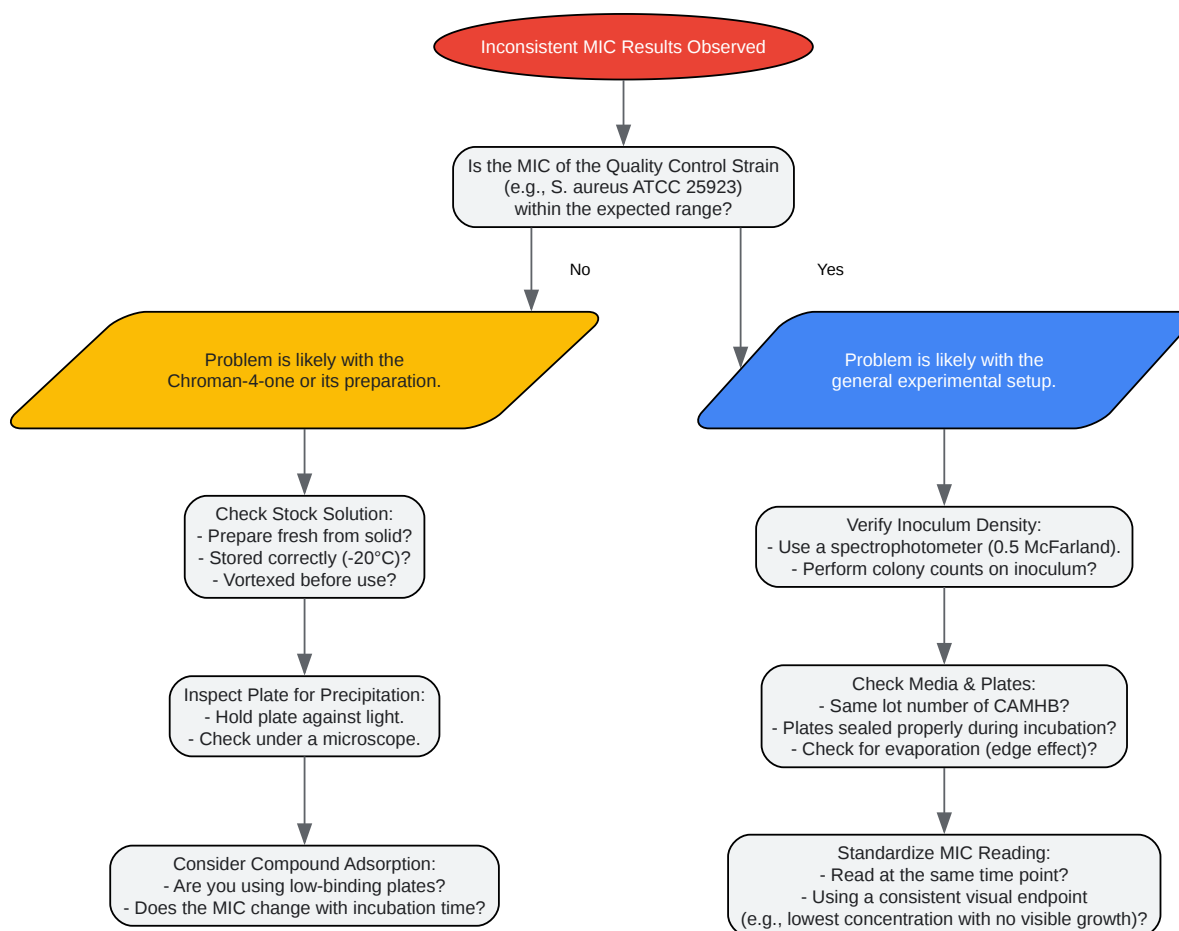 Inconsistent MIC Results Observed
Is the MIC of the Quality Control Strain
(e.g., S. aureus ATCC 25923)
within the expected range?
No
Yes
Problem is likely with the
Chroman-4-one or its preparation.
Problem is likely with the
general experimental setup.
Check Stock Solution:
- Prepare fresh from solid?
- Stored correctly (-20°C)?
- Vortexed before use?
Verify Inoculum Density:
- Use a spectrophotometer (0.5 McFarland).
- Perform colony counts on inoculum?
Inspect Plate for Precipitation:
- Hold plate against light.
- Check under a microscope.
Check Media & Plates:
- Same lot number of CAMHB?
- Plates sealed properly during incubation?
- Check for evaporation (edge effect)?
Consider Compound Adsorption:
- Are you using low-binding plates?
- Does the MIC change with incubation time?
Standardize MIC Reading:
- Read at the same time point?
- Using a consistent visual endpoint
(e.g., lowest concentration with no visible growth)?